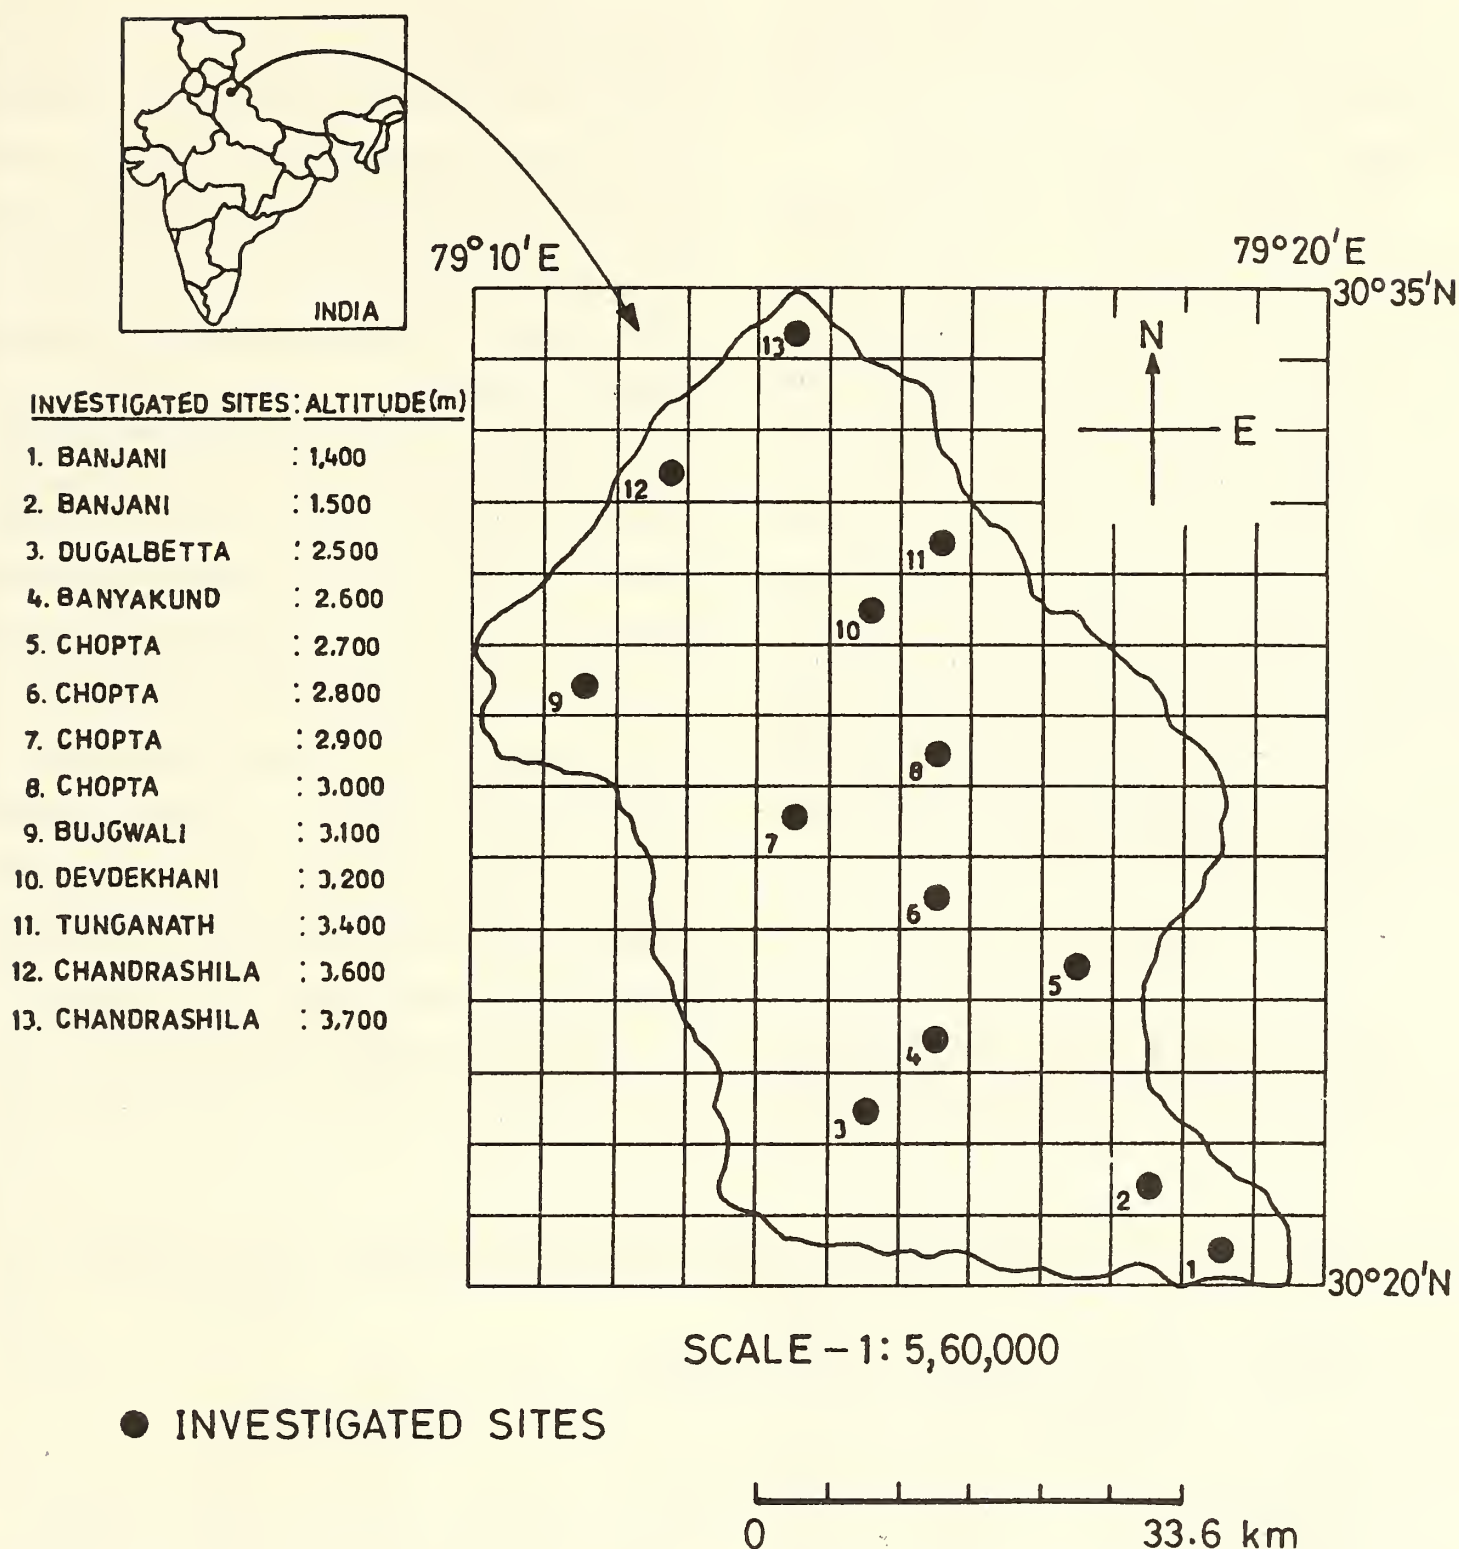 INDIA
79°10'E
79°20'E
30°35'N
N
E
INVESTIGATED SITES: ALTITUDE(m)
1. BANJANI : 1,400
2. BANJANI : 1.500
3. DUGALBETTA : 2.500
4. BANYAKUND : 2.600
5. CHOPTA : 2.700
6. CHOPTA : 2.800
7. CHOPTA : 2.900
8. CHOPTA : 3.000
9. BUJGWALI : 3.100
10. DEVDEKHANI : 3.200
11. TUNGANATH : 3.400
12. CHANDRASHILA : 3.600
13. CHANDRASHILA : 3,700
13
12
11
10
9
8
7
6
5
4
3
2
1
30°20'N
SCALE – 1: 5,60,000
INVESTIGATED SITES
0 33.6 km